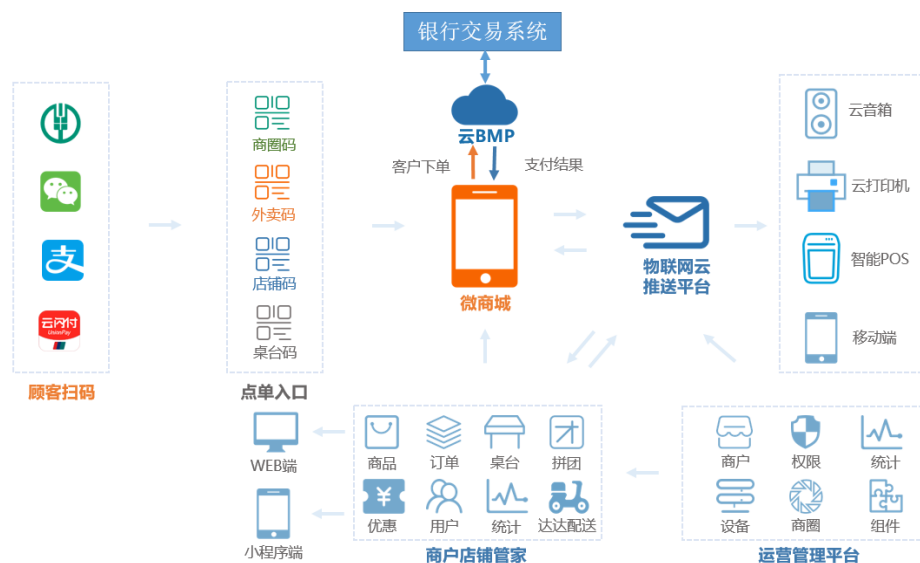 银行交易系统
云BMP
客户下单
支付结果
微商城
云闪付
UnionPay
顾客扫码
商圈码
外卖码
店铺码
桌台码
点单入口
物联网云
推送平台
云音箱
云打印机
智能POS
移动端
WEB端
小程序端
商品
订单
桌台
拼团
优惠
用户
统计
达达配送
商户店铺管家
商户
权限
统计
设备
商圈
组件
运营管理平台